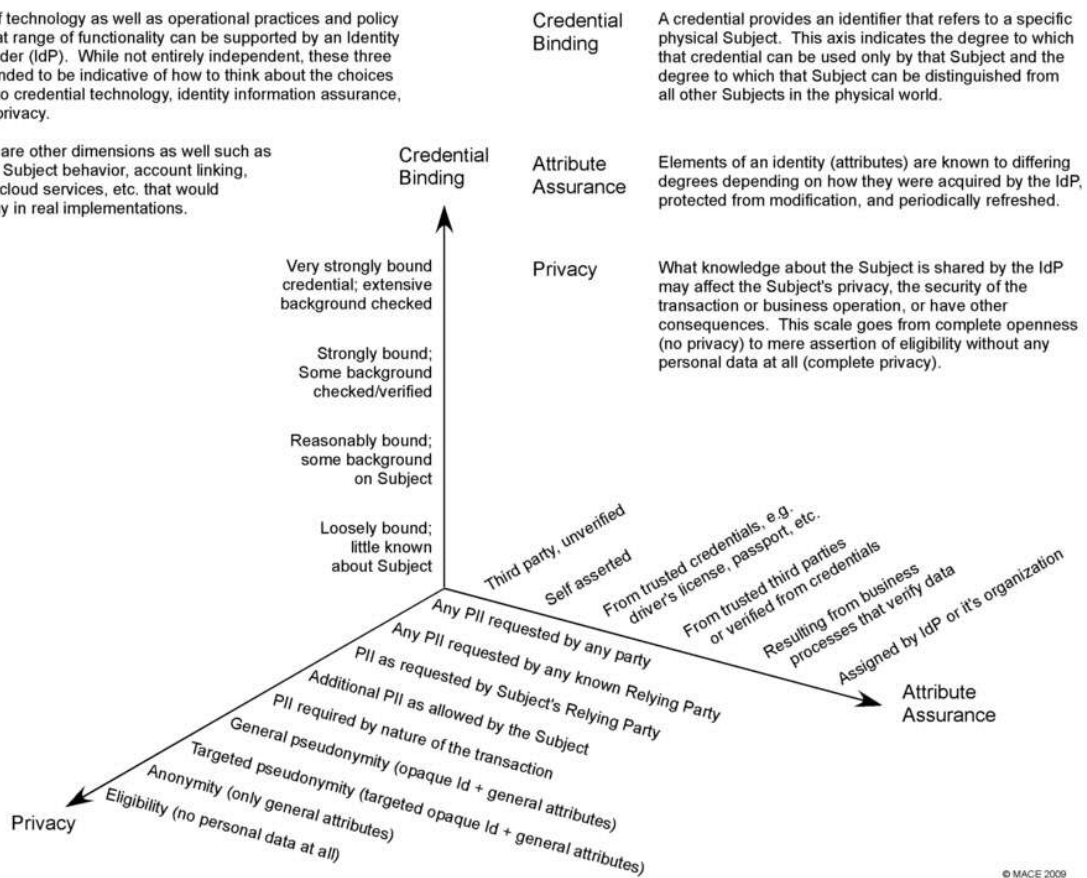 f technology as well as operational practices and policy
at range of functionality can be supported by an Identity
der (IdP).  While not entirely independent, these three
nded to be indicative of how to think about the choices
o credential technology, identity information assurance,
privacy.
are other dimensions as well such as
Subject behavior, account linking,
cloud services, etc. that would
y in real implementations.
Credential
Binding
A credential provides an identifier that refers to a specific
physical Subject.  This axis indicates the degree to which
that credential can be used only by that Subject and the
degree to which that Subject can be distinguished from
all other Subjects in the physical world.
Attribute
Assurance
Elements of an identity (attributes) are known to differing
degrees depending on how they were acquired by the IdP,
protected from modification, and periodically refreshed.
Privacy
What knowledge about the Subject is shared by the IdP
may affect the Subject's privacy, the security of the
transaction or business operation, or have other
consequences.  This scale goes from complete openness
(no privacy) to mere assertion of eligibility without any
personal data at all (complete privacy).
Credential
Binding
Very strongly bound
credential; extensive
background checked
Strongly bound;
Some background
checked/verified
Reasonably bound;
some background
on Subject
Loosely bound;
little known
about Subject
Third party, unverified
Self asserted
From trusted credentials, e.g.
driver's license, passport, etc.
From trusted third parties
or verified from credentials
Resulting from business
processes that verify data
Assigned by IdP or it's organization
Attribute
Assurance
Any PII requested by any party
Any PII requested by any known Relying Party
PII as requested by Subject's Relying Party
Additional PII as allowed by the Subject
PII required by nature of the transaction
General pseudonymity (opaque Id + general attributes)
Targeted pseudonymity (targeted opaque Id + general attributes)
Anonymity (only general attributes)
Eligibility (no personal data at all)
Privacy
© MACE 2009